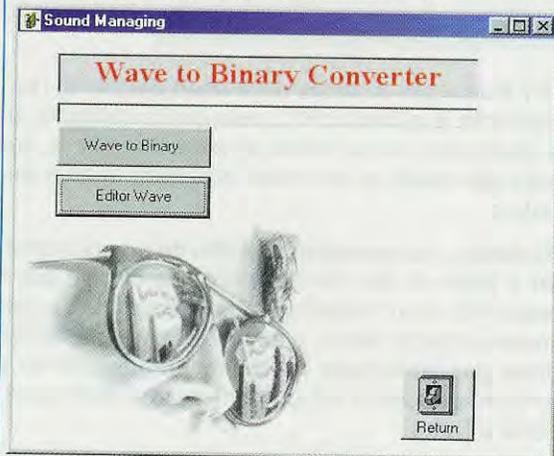 Sound Managing
Wave to Binary Converter
Wave to Binary
Editor Wave
Return